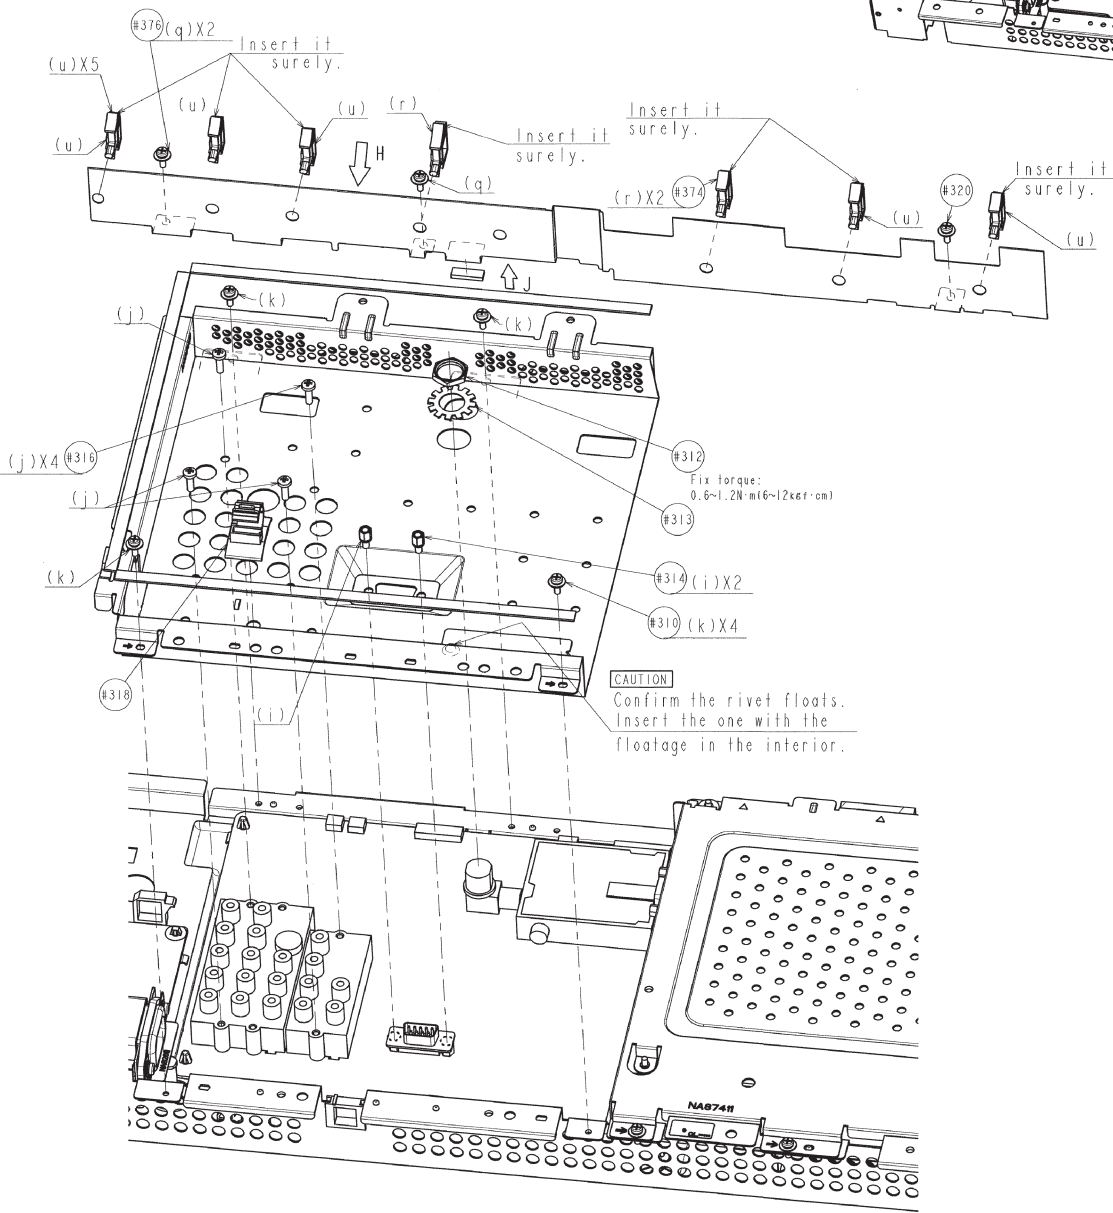 #376 (q)X2
Insert it
surely.
(u)X5
(u)
(u)
(u)
(r)
Insert it
surely.
H
(q)
Insert it
surely.
(r)X2 #374
(u)
#320
Insert it
surely.
(u)
J
(k)
(k)
(j)
(j)X4 #316
(j)
#312
Fix torque:
0.6~1.2N·m(6~12kgf·cm)
#313
(k)
#314 (i)X2
#310 (k)X4
#318
(i)
CAUTION
Confirm the rivet floats.
Insert the one with the
floatage in the interior.
NA87411